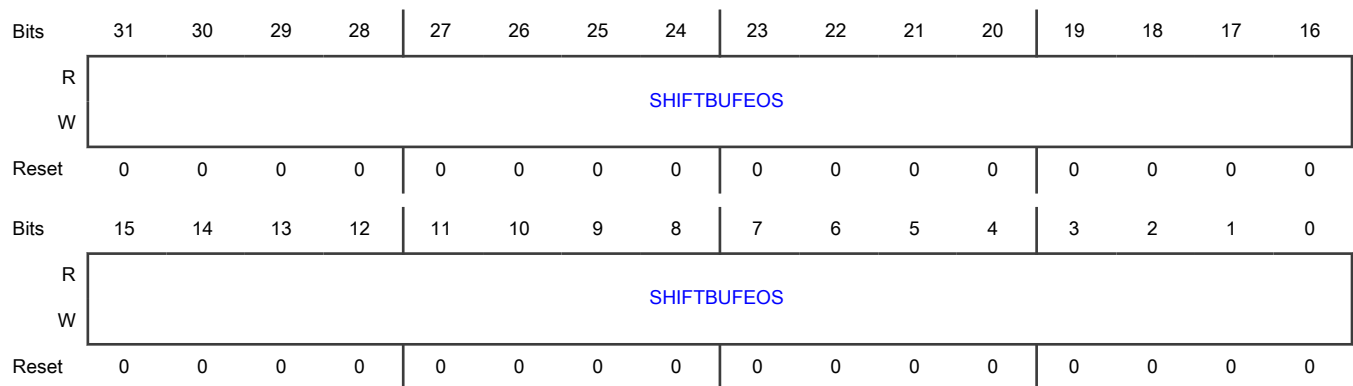 Bits 31 30 29 28 27 26 25 24 23 22 21 20 19 18 17 16
R
SHIFTBUFEOS
W
Reset 0 0 0 0 0 0 0 0 0 0 0 0 0 0 0 0
Bits 15 14 13 12 11 10 9 8 7 6 5 4 3 2 1 0
R
SHIFTBUFEOS
W
Reset 0 0 0 0 0 0 0 0 0 0 0 0 0 0 0 0